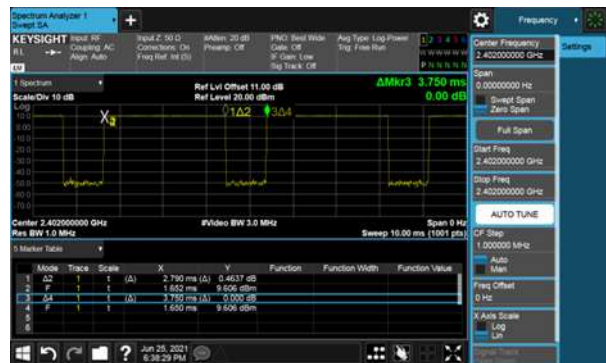 Spectrum Analyzer 1
Swept SA
+
Frequency
KEYSIGHT Input: RF Input Z: 50 Ω #Atten: 20 dB PNO: Best Wide Avg Type: Log-Power 1 2 3 4 5 6
R L Coupling: AC Corrections: On Preamp: Off Gate: Off Trig: Free Run
Align: Auto Freq Ref: Int (S) IF Gain: Low
Sig Track: Off P N N N N N
1 Spectrum
Ref Lvl Offset 11.00 dB
ΔMkr3 3.750 ms
Scale/Div 10 dB
Ref Level 20.00 dBm
0.00 dB
Log
1Δ2 3Δ4
Center 2.402000000 GHz #Video BW 3.0 MHz Span 0 Hz
Res BW 1.0 MHz Sweep 10.00 ms (1001 pts)
5 Marker Table
Mode Trace Scale X Y Function Function Width Function Value
1 Δ2 1 t (Δ) 2.790 ms (Δ) 0.4637 dB
2 F 1 t 1.652 ms 9.606 dBm
3 Δ4 1 t (Δ) 3.750 ms (Δ) 0.000 dB
4 F 1 t 1.650 ms 9.606 dBm
5
6
Center Frequency
2.402000000 GHz
Settings
Span
0.00000000 Hz
Swept Span
Zero Span
Full Span
Start Freq
2.402000000 GHz
Stop Freq
2.402000000 GHz
AUTO TUNE
CF Step
1.000000 MHz
Auto
Man
Freq Offset
0 Hz
X Axis Scale
Log
Lin
Jun 25, 2021
6:38:29 PM